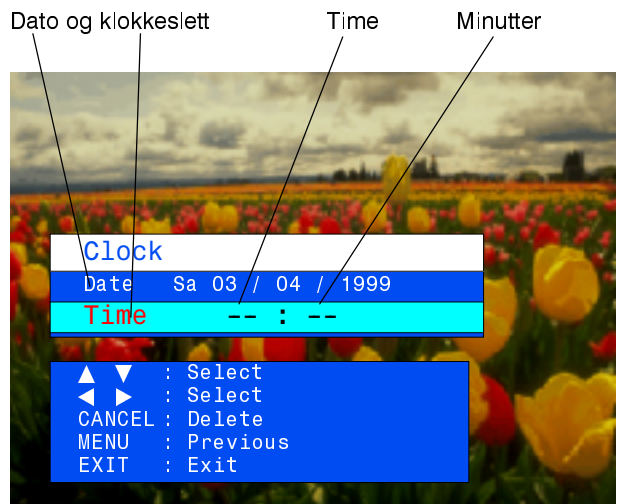 Dato og klokkeslett Time Minutter
Clock
Date Sa 03 / 04 / 1999
Time -- : --
▲ ▼ : Select
◀ ▶ : Select
CANCEL : Delete
MENU : Previous
EXIT : Exit